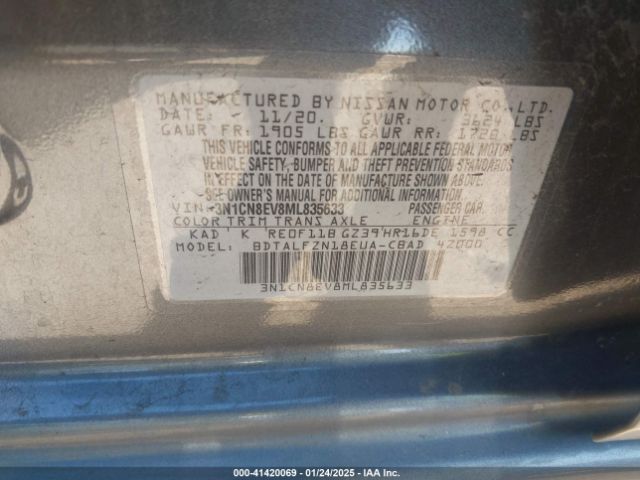 MANUFACTURED BY NISSAN MOTOR CO., LTD.
DATE: 11/20 GVWR: 3624 LBS
GAWR FR: 1905 LBS GAWR RR: 1720 LBS
THIS VEHICLE CONFORMS TO ALL APPLICABLE FEDERAL MOTOR
VEHICLE SAFETY, BUMPER AND THEFT PREVENTION STANDARDS
IN EFFECT ON THE DATE OF MANUFACTURE SHOWN ABOVE.
SEE OWNER'S MANUAL FOR ADDITIONAL INFORMATION
VIN: 3N1CN8EV8ML835633 PASSENGER CAR
COLOR TRIM TRANS AXLE ENGINE
KAD K RE0F11B GZ39 HR16DE 1598 CC
MODEL: BDTALFZN18EUA-CBAD 42000
3N1CN8EV8ML835633
000-41420069 - 01/24/2025 - IAA Inc.